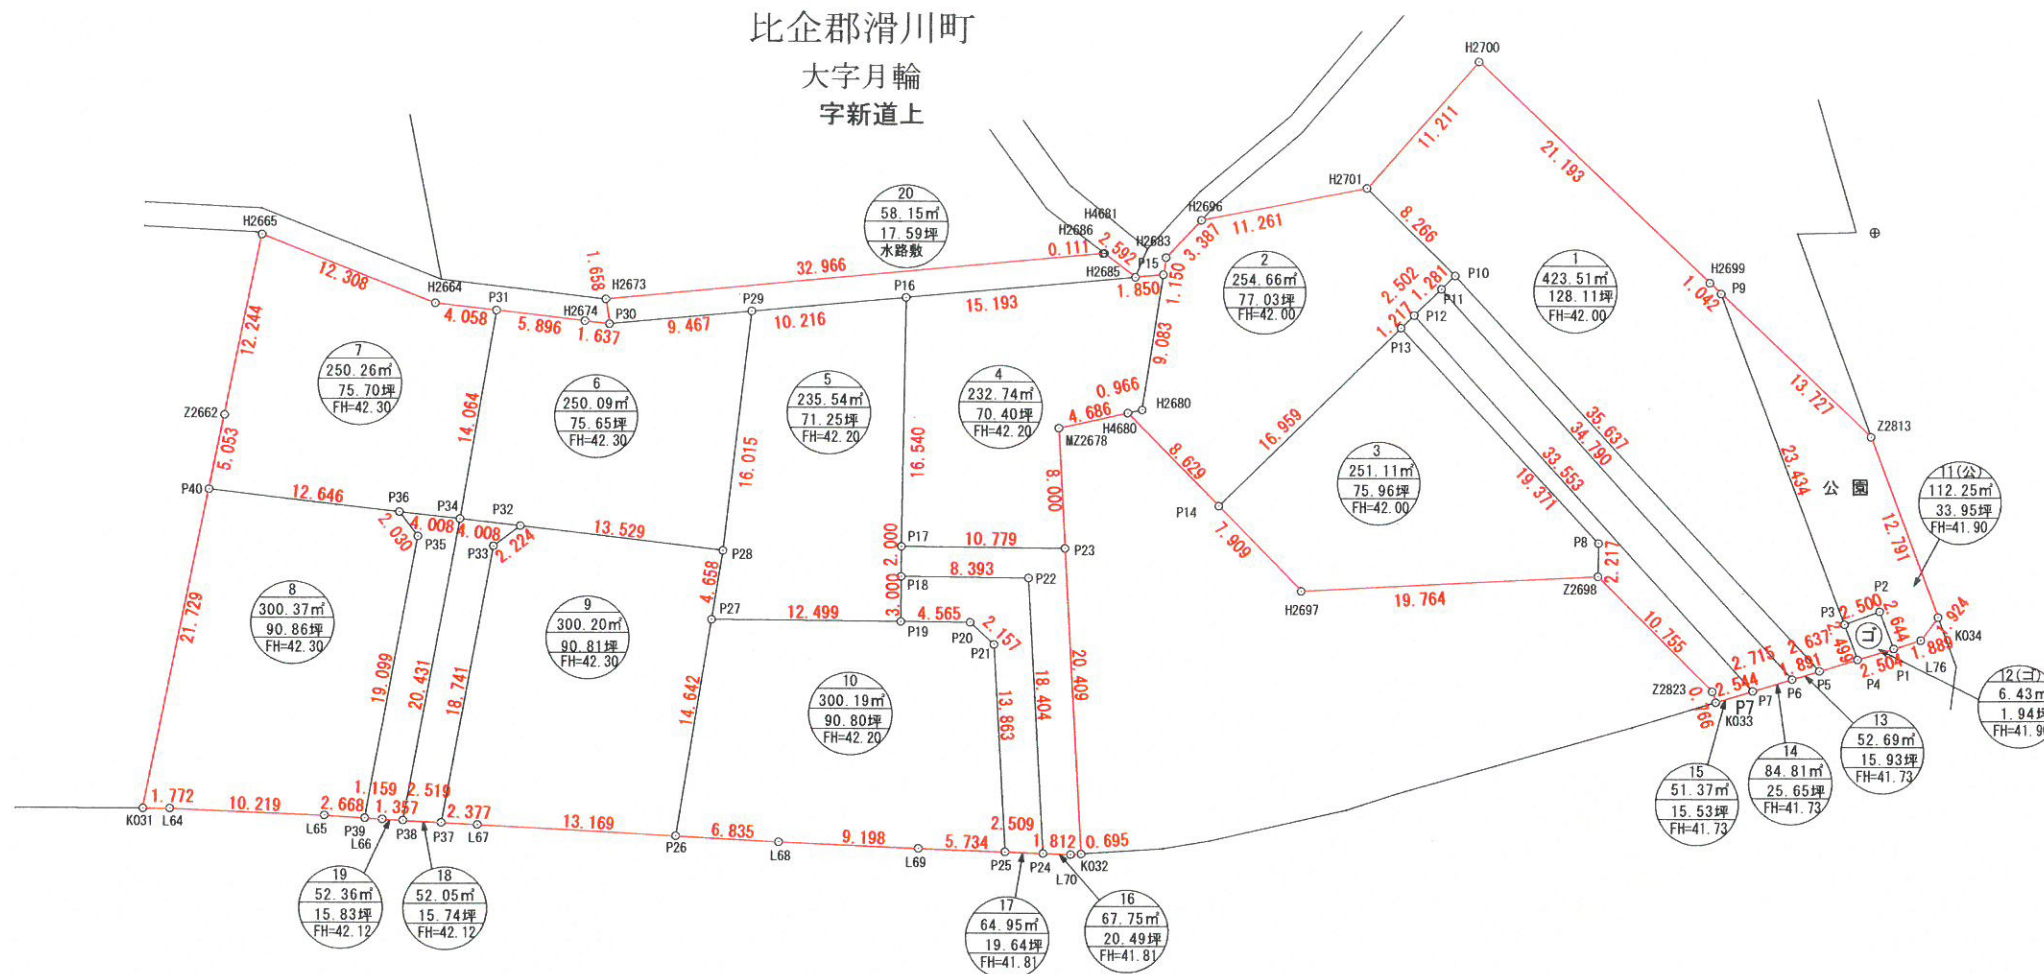 比企郡滑川町
大字月輪
字新道上
H2700
11.211
21.193
H2701
8.266
H2696
11.261
3.387
H4681
H2686
H2683
0.111
2.592
P15
H2685
1.850
1.150
20
58.15㎡
17.59坪
水路敷
32.966
H2665
12.308
H2664
4.058
P31
5.896
H2674
1.637
P30
H2673
1.658
9.467
P29
10.216
P16
15.193
2
254.66㎡
77.03坪
FH=42.00
1
423.51㎡
128.11坪
FH=42.00
2.502
1.281
P10
P11
P12
1.217
P13
H2699
1.042
P9
13.727
Z2813
12.244
Z2662
5.053
P40
7
250.26㎡
75.70坪
FH=42.30
14.064
6
250.09㎡
75.65坪
FH=42.30
16.015
5
235.54㎡
71.25坪
FH=42.20
16.540
4
232.74㎡
70.40坪
FH=42.20
9.083
0.966
4.686
H2680
H4680
MZ2678
8.629
16.959
3
251.11㎡
75.96坪
FH=42.00
35.637
34.790
33.553
19.371
23.434
公園
11(公)
112.25㎡
33.95坪
FH=41.90
12.791
12.646
P36
4.008
P34
4.008
P32
13.529
2.030
P35
P33
2.224
P28
4.658
P27
12.499
P17
2.000
10.779
P23
8.000
P18
8.393
P22
3.000
P19
4.565
P20
2.157
P21
P14
7.909
H2697
19.764
Z2698
P8
2.217
10.755
21.729
8
300.37㎡
90.86坪
FH=42.30
19.099
20.431
18.741
9
300.20㎡
90.81坪
FH=42.30
14.642
10
300.19㎡
90.80坪
FH=42.20
13.863
18.404
20.409
P3
2.500
P2
2.644
2.499
ゴ
1.924
K034
1.889
L76
P1
2.504
P4
2.637
1.891
P5
2.715
P6
2.544
P7
P7
K033
Z2823
0.166
12(ゴ)
6.43㎡
1.94坪
FH=41.90
13
52.69㎡
15.93坪
FH=41.73
14
84.81㎡
25.65坪
FH=41.73
15
51.37㎡
15.53坪
FH=41.73
K031
1.772
L64
10.219
L65
2.668
P39
1.159
L66
1.357
P38
2.519
P37
2.377
L67
13.169
P26
6.835
L68
9.198
L69
5.734
P25
2.509
P24
1.812
L70
0.695
K032
19
52.36㎡
15.83坪
FH=42.12
18
52.05㎡
15.74坪
FH=42.12
17
64.95㎡
19.64坪
FH=41.81
16
67.75㎡
20.49坪
FH=41.81